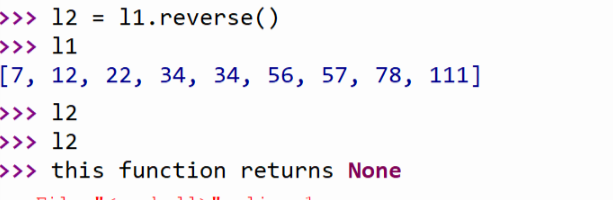 >>> l2 = l1.reverse()
>>> l1
[7, 12, 22, 34, 34, 56, 57, 78, 111]
>>> l2
>>> l2
>>> this function returns None